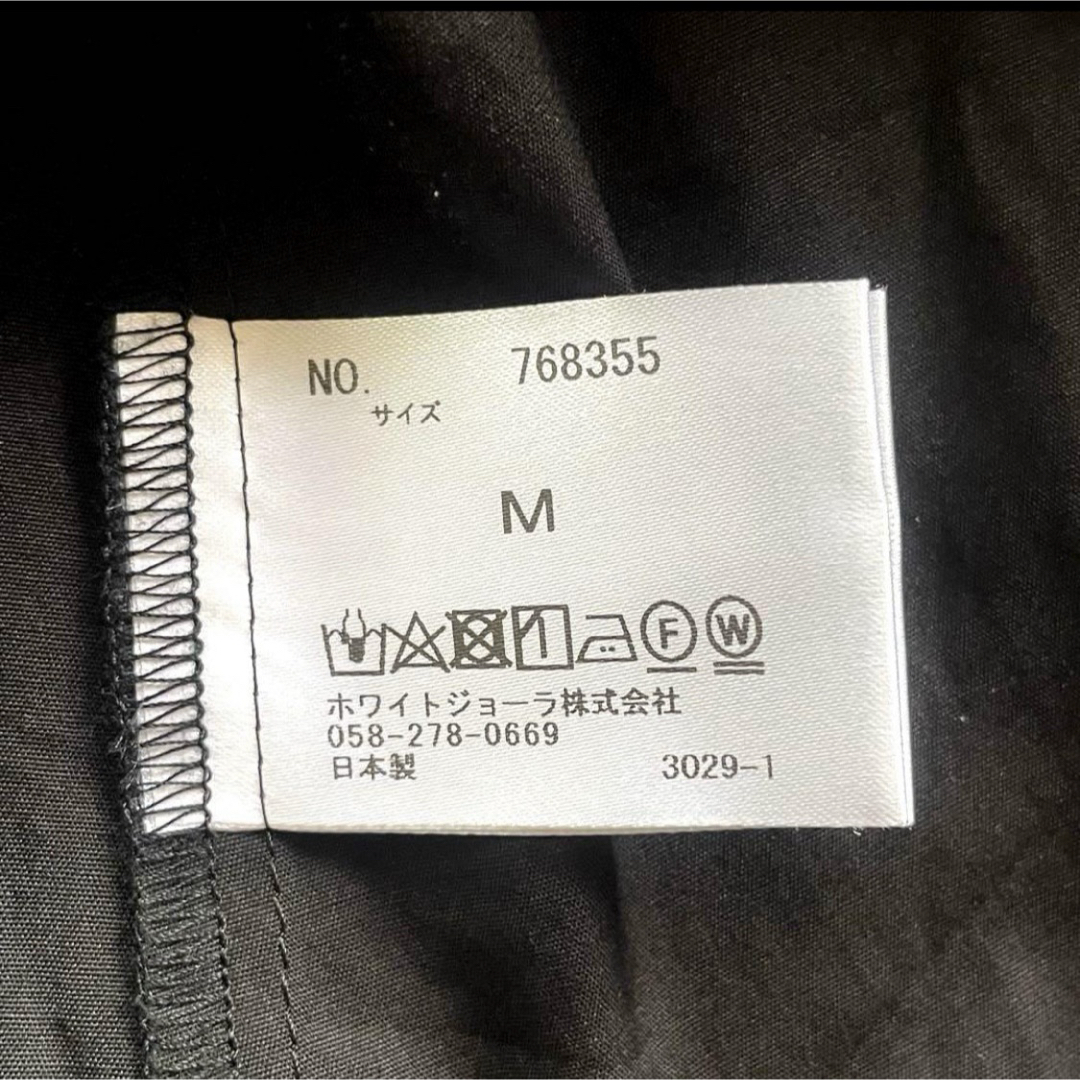 NO. 768355
サイズ
M
F W
ホワイトジョーラ株式会社
058-278-0669
日本製 3029-1